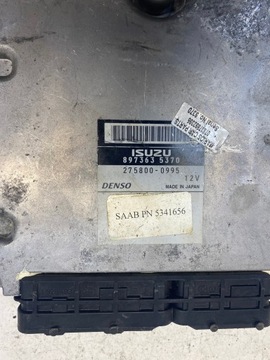 ISUZU
897363 5370
275800-0995
12V
DENSO
MADE IN JAPAN
SAAB PN 5341656